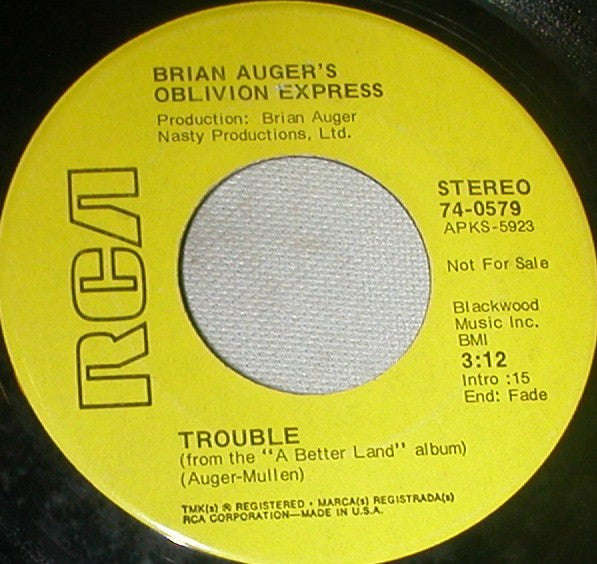 BRIAN AUGER'S
OBLIVION EXPRESS
Production: Brian Auger
Nasty Productions, Ltd.
RCA
STEREO
74-0579
APKS-5923
Not For Sale
Blackwood
Music Inc.
BMI
3:12
Intro :15
End: Fade
TROUBLE
(from the "A Better Land" album)
(Auger-Mullen)
TMK(s) ® REGISTERED • MARCA(s) REGISTRADA(s)
RCA CORPORATION—MADE IN U.S.A.